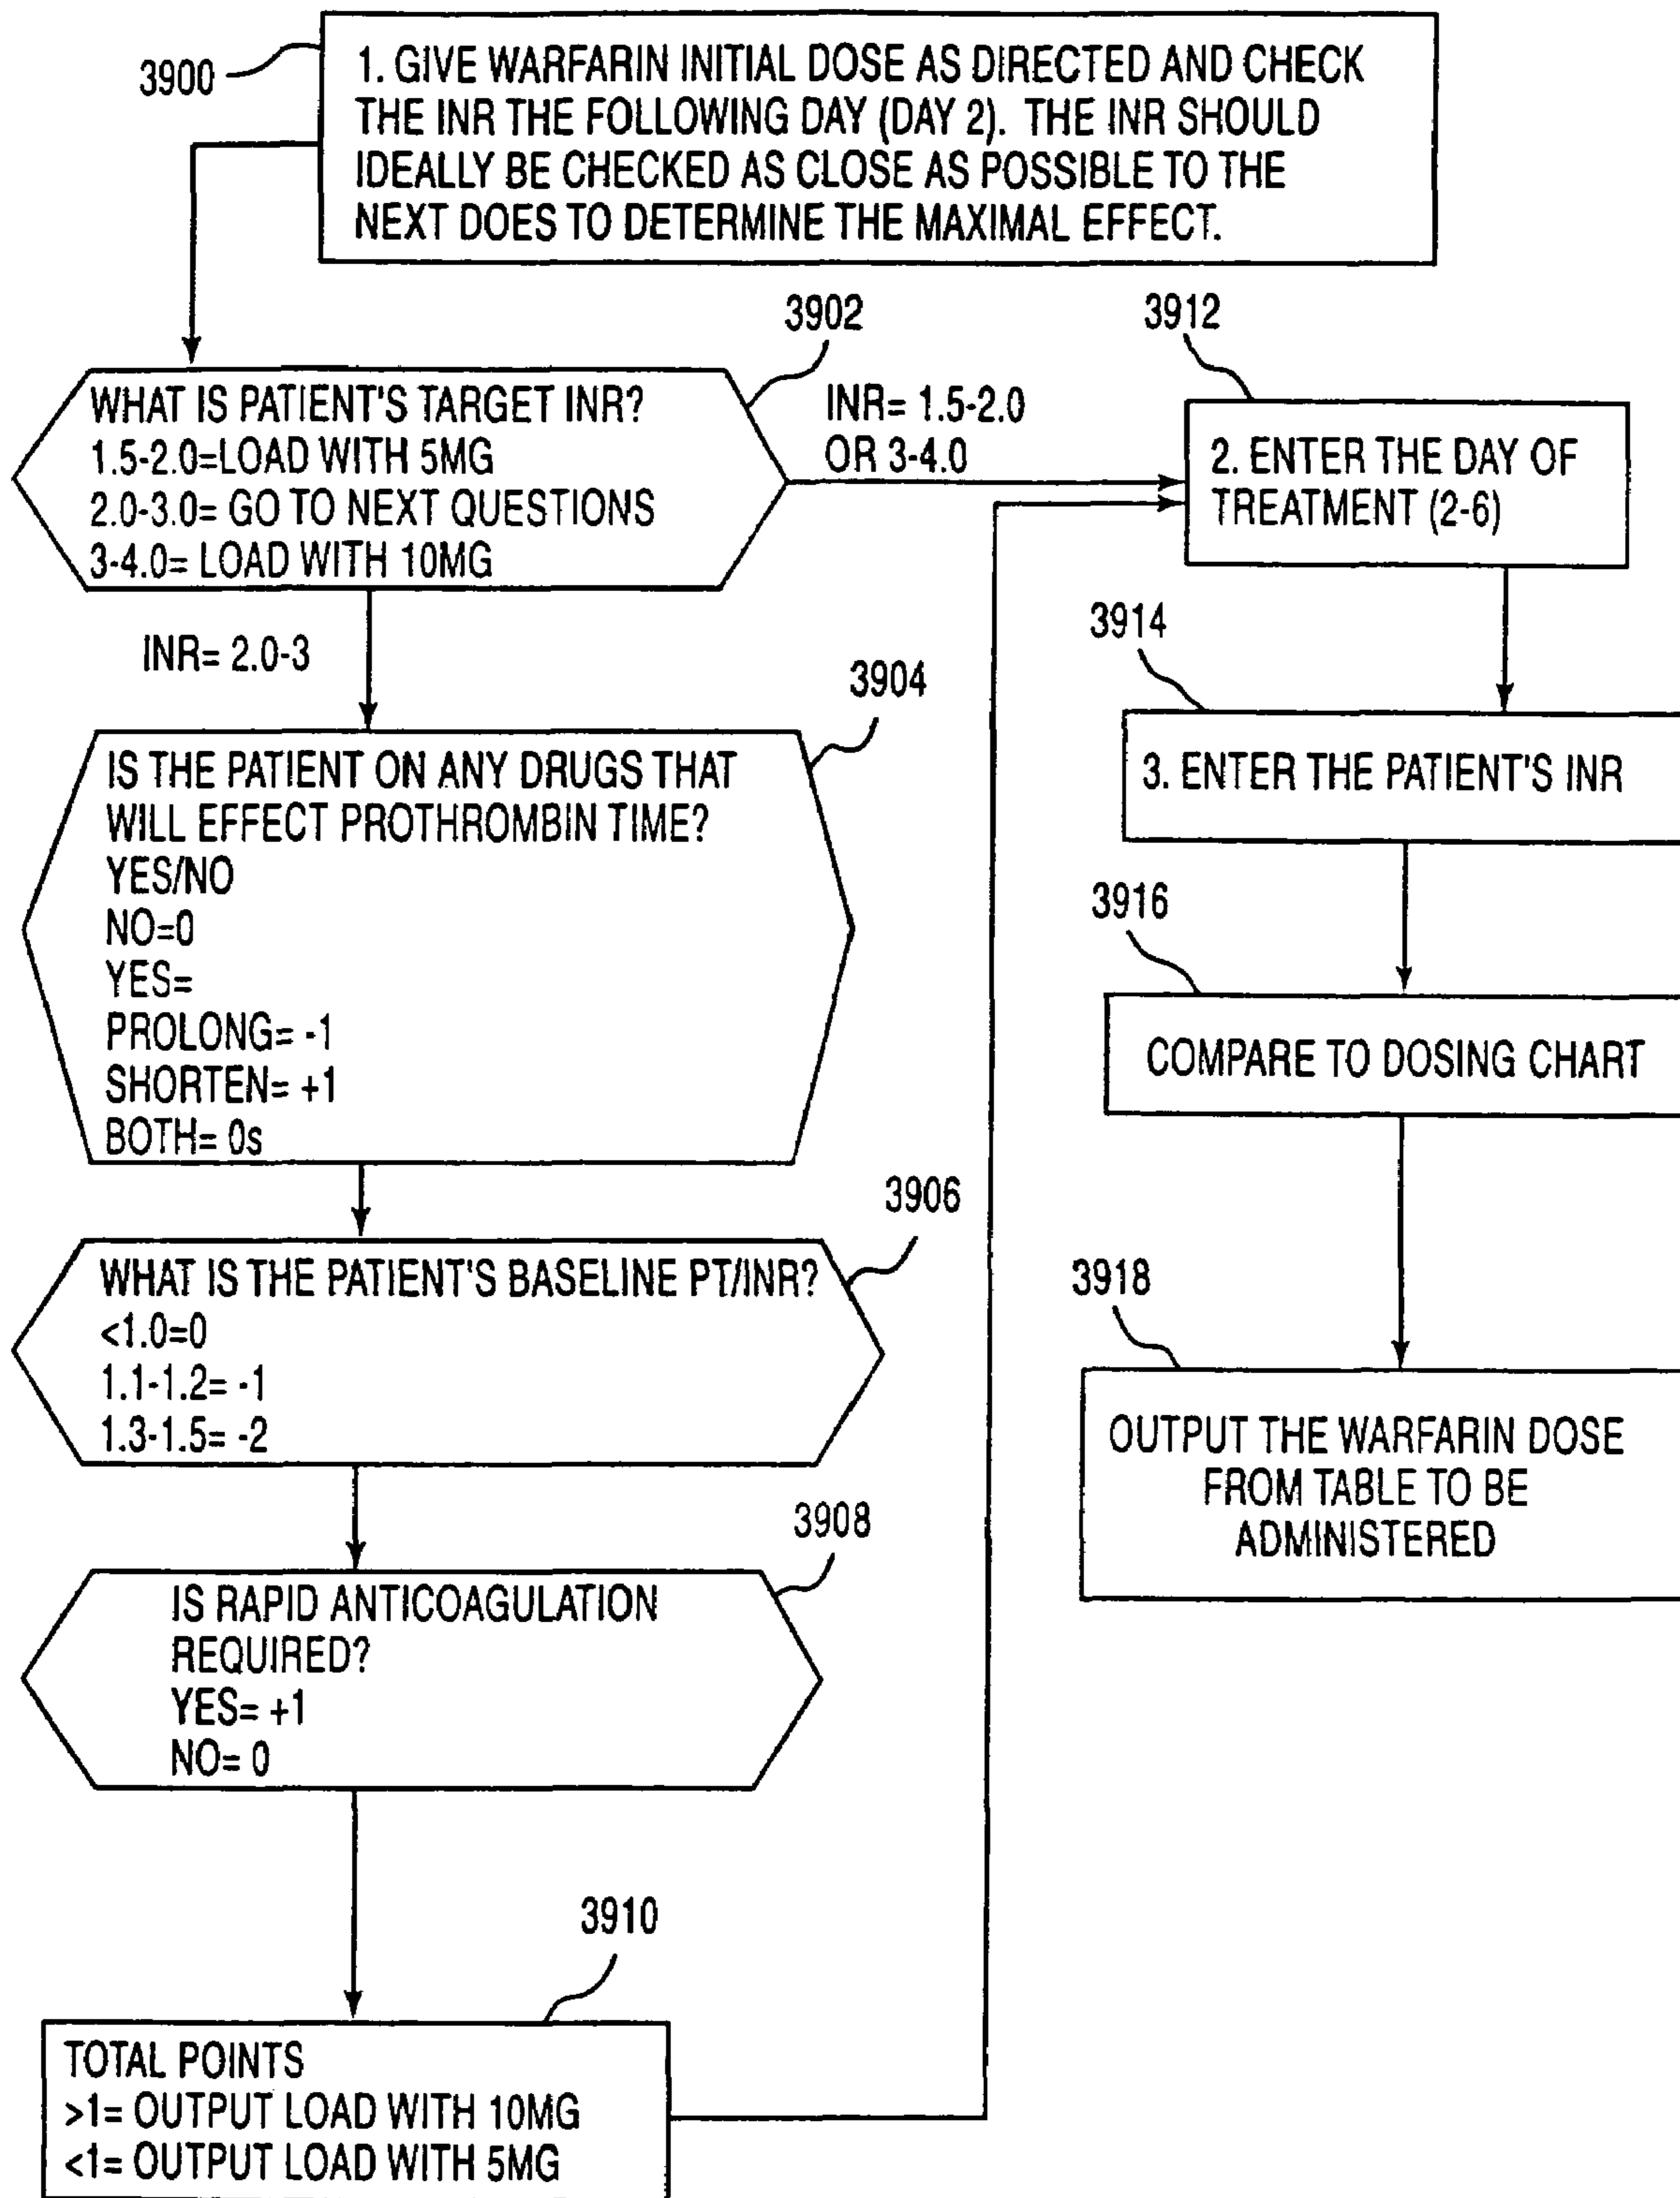 3900
1. GIVE WARFARIN INITIAL DOSE AS DIRECTED AND CHECK
THE INR THE FOLLOWING DAY (DAY 2). THE INR SHOULD
IDEALLY BE CHECKED AS CLOSE AS POSSIBLE TO THE
NEXT DOES TO DETERMINE THE MAXIMAL EFFECT.
3902
WHAT IS PATIENT'S TARGET INR?
1.5-2.0=LOAD WITH 5MG
2.0-3.0= GO TO NEXT QUESTIONS
3-4.0= LOAD WITH 10MG
INR= 1.5-2.0
OR 3-4.0
INR= 2.0-3
3904
IS THE PATIENT ON ANY DRUGS THAT
WILL EFFECT PROTHROMBIN TIME?
YES/NO
NO=0
YES=
PROLONG= -1
SHORTEN= +1
BOTH= 0s
3906
WHAT IS THE PATIENT'S BASELINE PT/INR?
<1.0=0
1.1-1.2= -1
1.3-1.5= -2
3908
IS RAPID ANTICOAGULATION
REQUIRED?
YES= +1
NO= 0
3910
TOTAL POINTS
>1= OUTPUT LOAD WITH 10MG
<1= OUTPUT LOAD WITH 5MG
3912
2. ENTER THE DAY OF
TREATMENT (2-6)
3914
3. ENTER THE PATIENT'S INR
3916
COMPARE TO DOSING CHART
3918
OUTPUT THE WARFARIN DOSE
FROM TABLE TO BE
ADMINISTERED